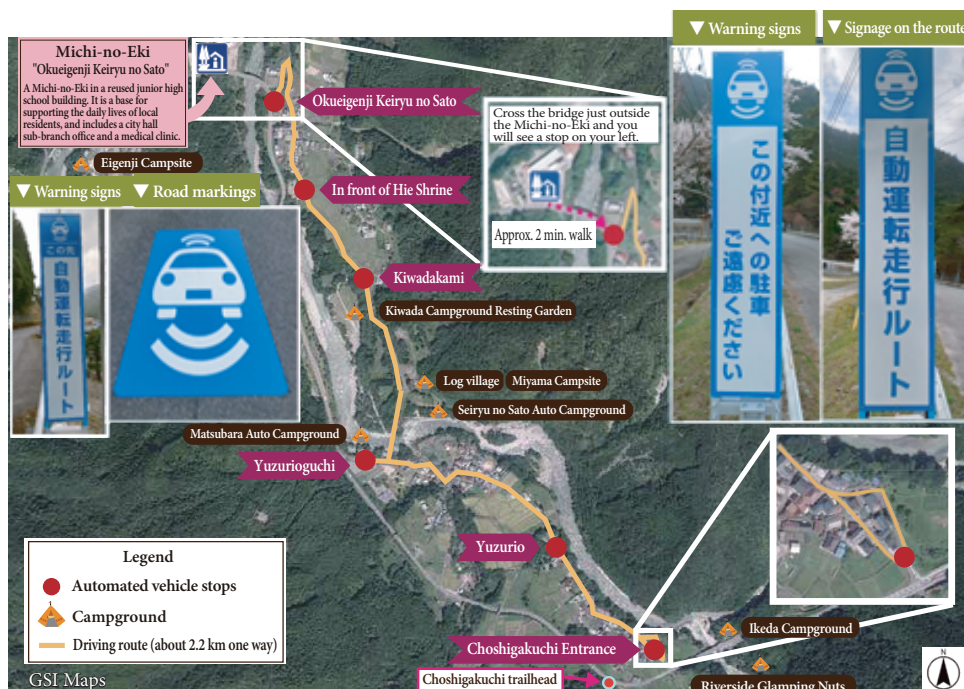 Michi-no-Eki
"Okueigenji Keiryu no Sato"
A Michi-no-Eki in a reused junior high
school building. It is a base for
supporting the daily lives of local
residents, and includes a city hall
sub-branch office and a medical clinic.
Eigenji Campsite
▼ Warning signs
▼ Road markings
この先
自動運転走行ルート
Okueigenji Keiryu no Sato
In front of Hie Shrine
Kiwadakami
Kiwada Campground Resting Garden
Log village Miyama Campsite
Seiryu no Sato Auto Campground
Matsubara Auto Campground
Yuzurioguchi
Yuzurio
Choshigakuchi Entrance
Choshigakuchi trailhead
Ikeda Campground
Riverside Glamping Nuts
Cross the bridge just outside
the Michi-no-Eki and you
will see a stop on your left.
Approx. 2 min. walk
▼ Warning signs
▼ Signage on the route
この付近への駐車
ご遠慮ください
自動運転走行ルート
Legend
Automated vehicle stops
Campground
Driving route (about 2.2 km one way)
GSI Maps
N